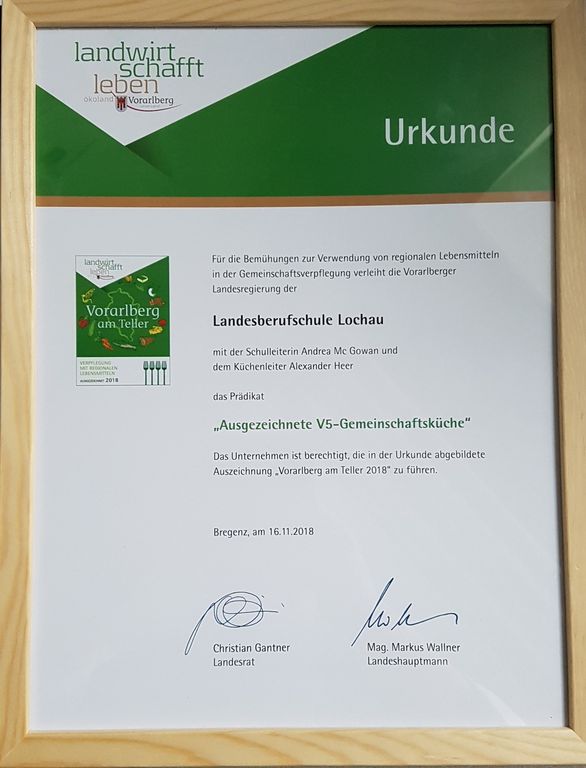 landwirt
schafft
leben
ökoland Vorarlberg
Urkunde
Für die Bemühungen zur Verwendung von regionalen Lebensmitteln
in der Gemeinschaftsverpflegung verleiht die Vorarlberger
Landesregierung der
Landesberufschule Lochau
mit der Schulleiterin Andrea Mc Gowan und
dem Küchenleiter Alexander Heer
das Prädikat
„Ausgezeichnete V5-Gemeinschaftsküche“
Das Unternehmen ist berechtigt, die in der Urkunde abgebildete
Auszeichnung „Vorarlberg am Teller 2018“ zu führen.
landwirt
schafft
leben
Vorarlberg
am Teller
VERPFLEGUNG
MIT REGIONALEN
LEBENSMITTELN
AUSGEZEICHNET 2018
Bregenz, am 16.11.2018
Christian Gantner
Landesrat
Mag. Markus Wallner
Landeshauptmann